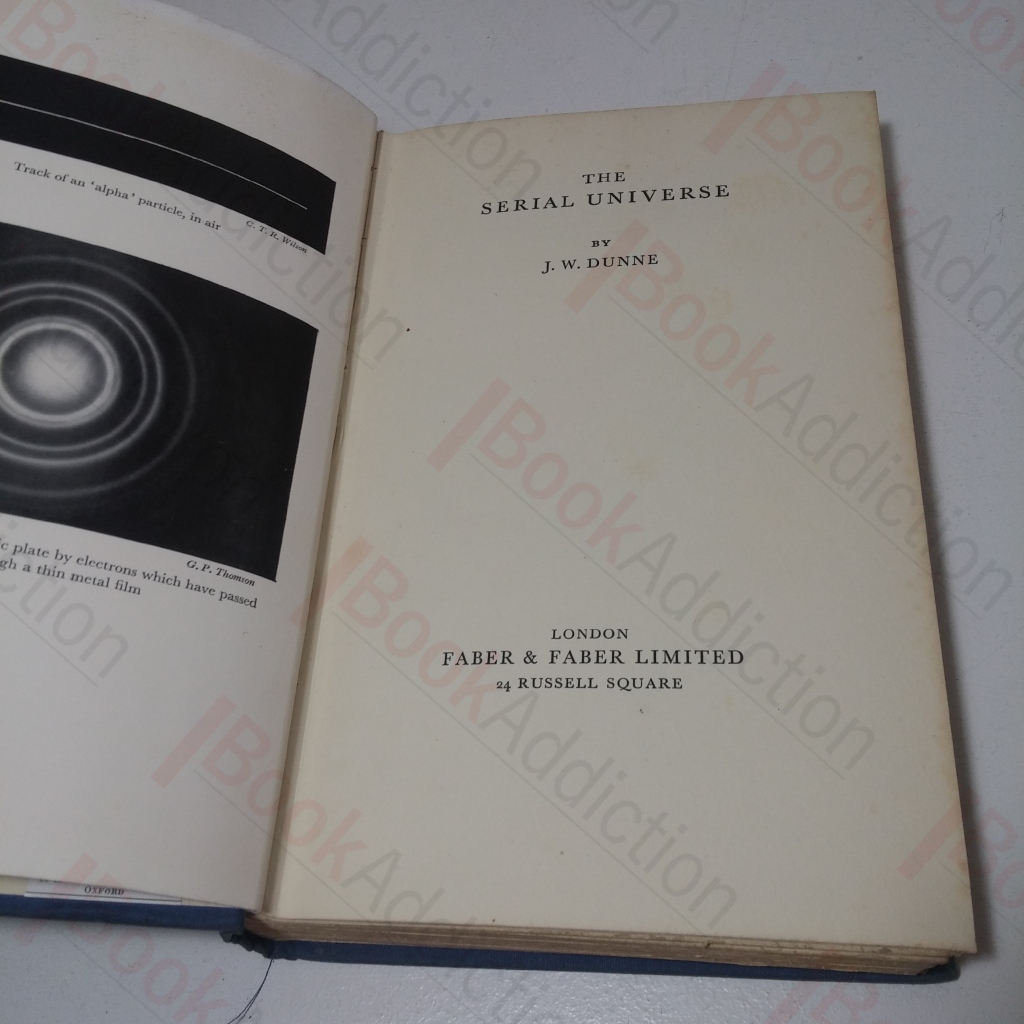 Track of an 'alpha' particle, in air
C. T. R. Wilson
G. P. Thomson
plate by electrons which have passed
a thin metal film
OXFORD
THE
SERIAL UNIVERSE
BY
J. W. DUNNE
LONDON
FABER & FABER LIMITED
24 RUSSELL SQUARE
BookAddiction